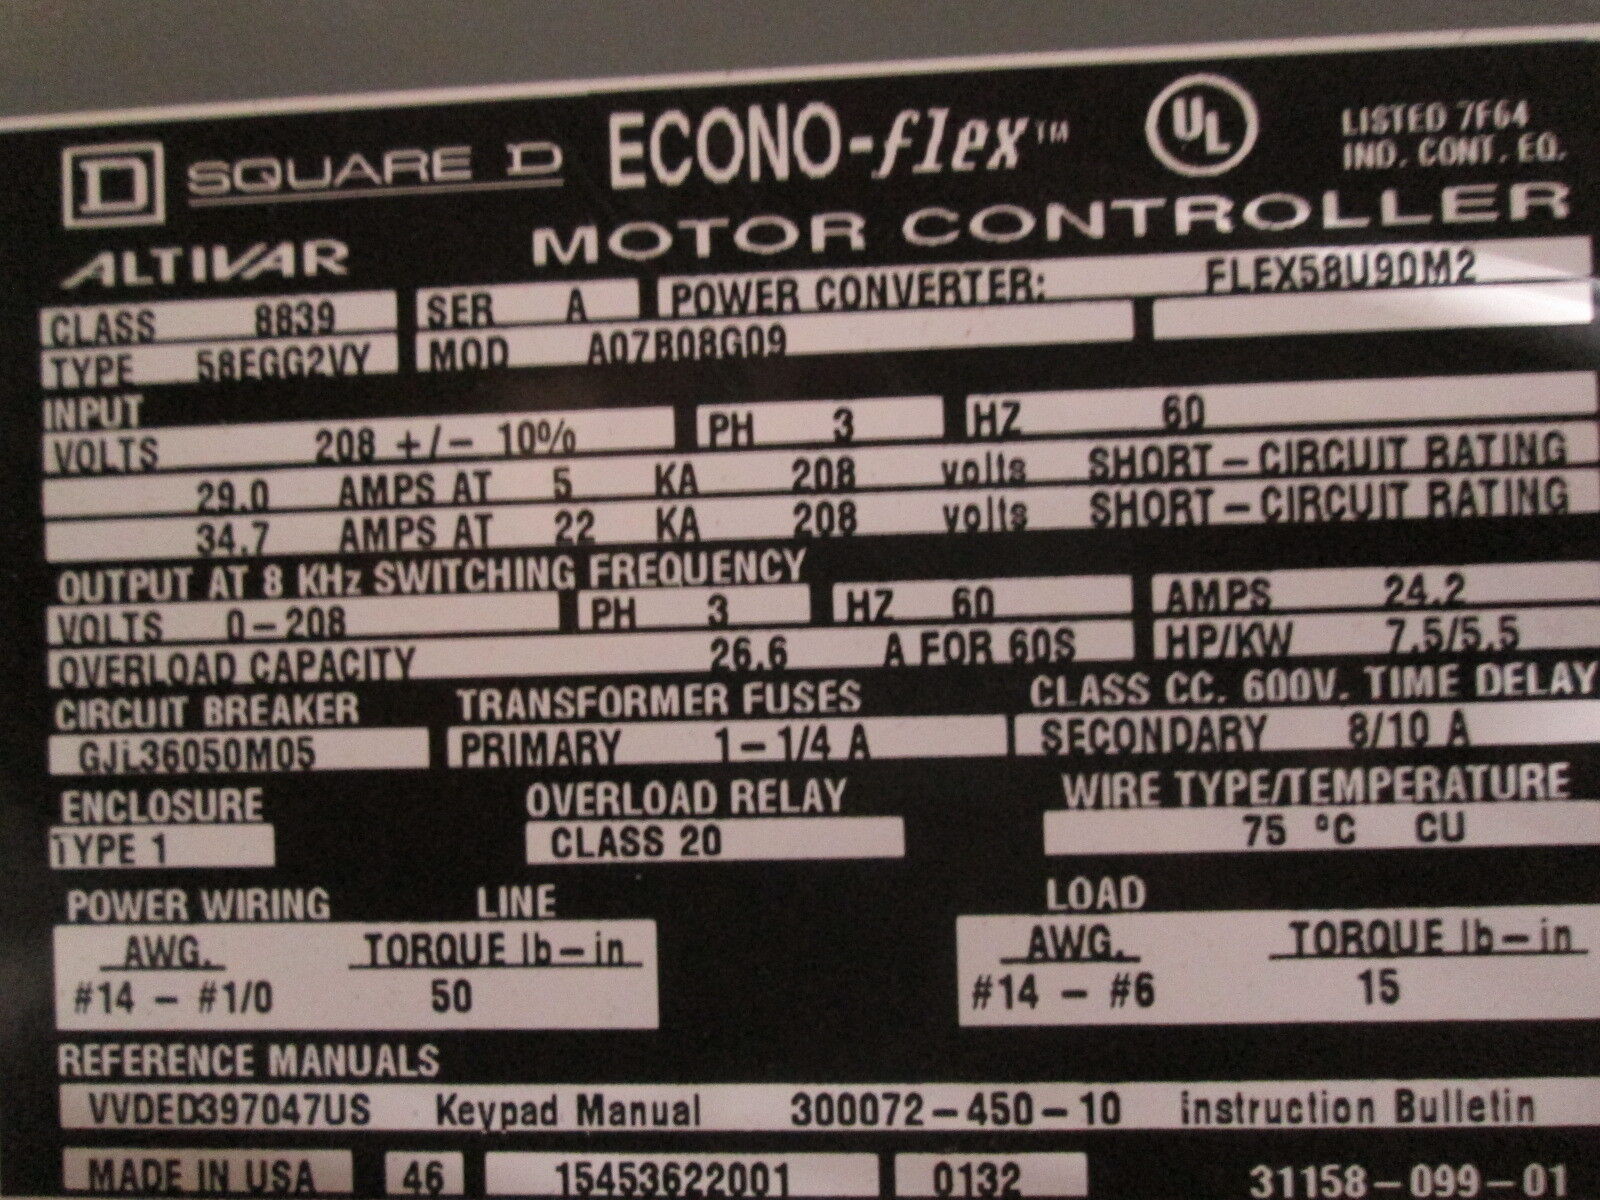 D SQUARE D ECONO-flex™ UL LISTED 7F64
IND. CONT. EQ.
ALTIVAR MOTOR CONTROLLER
CLASS 8839 SER A POWER CONVERTER: FLEX58U90M2
TYPE 58EGG2VY MOD A07B08G09
INPUT
VOLTS 208 +/- 10% PH 3 HZ 60
29.0 AMPS AT 5 KA 208 volts SHORT-CIRCUIT RATING
34.7 AMPS AT 22 KA 208 volts SHORT-CIRCUIT RATING
OUTPUT AT 8 KHz SWITCHING FREQUENCY
VOLTS 0-208 PH 3 HZ 60 AMPS 24.2
OVERLOAD CAPACITY 26.6 A FOR 60S HP/KW 7.5/5.5
CIRCUIT BREAKER TRANSFORMER FUSES CLASS CC. 600V. TIME DELAY
GJL36050M05 PRIMARY 1-1/4 A SECONDARY 8/10 A
ENCLOSURE OVERLOAD RELAY WIRE TYPE/TEMPERATURE
TYPE 1 CLASS 20 75 °C CU
POWER WIRING LINE LOAD
AWG. TORQUE lb-in AWG. TORQUE lb-in
#14 - #1/0 50 #14 - #6 15
REFERENCE MANUALS
VVDED397047US Keypad Manual 300072-450-10 instruction Bulletin
MADE IN USA 46 15453622001 0132 31158-099-01